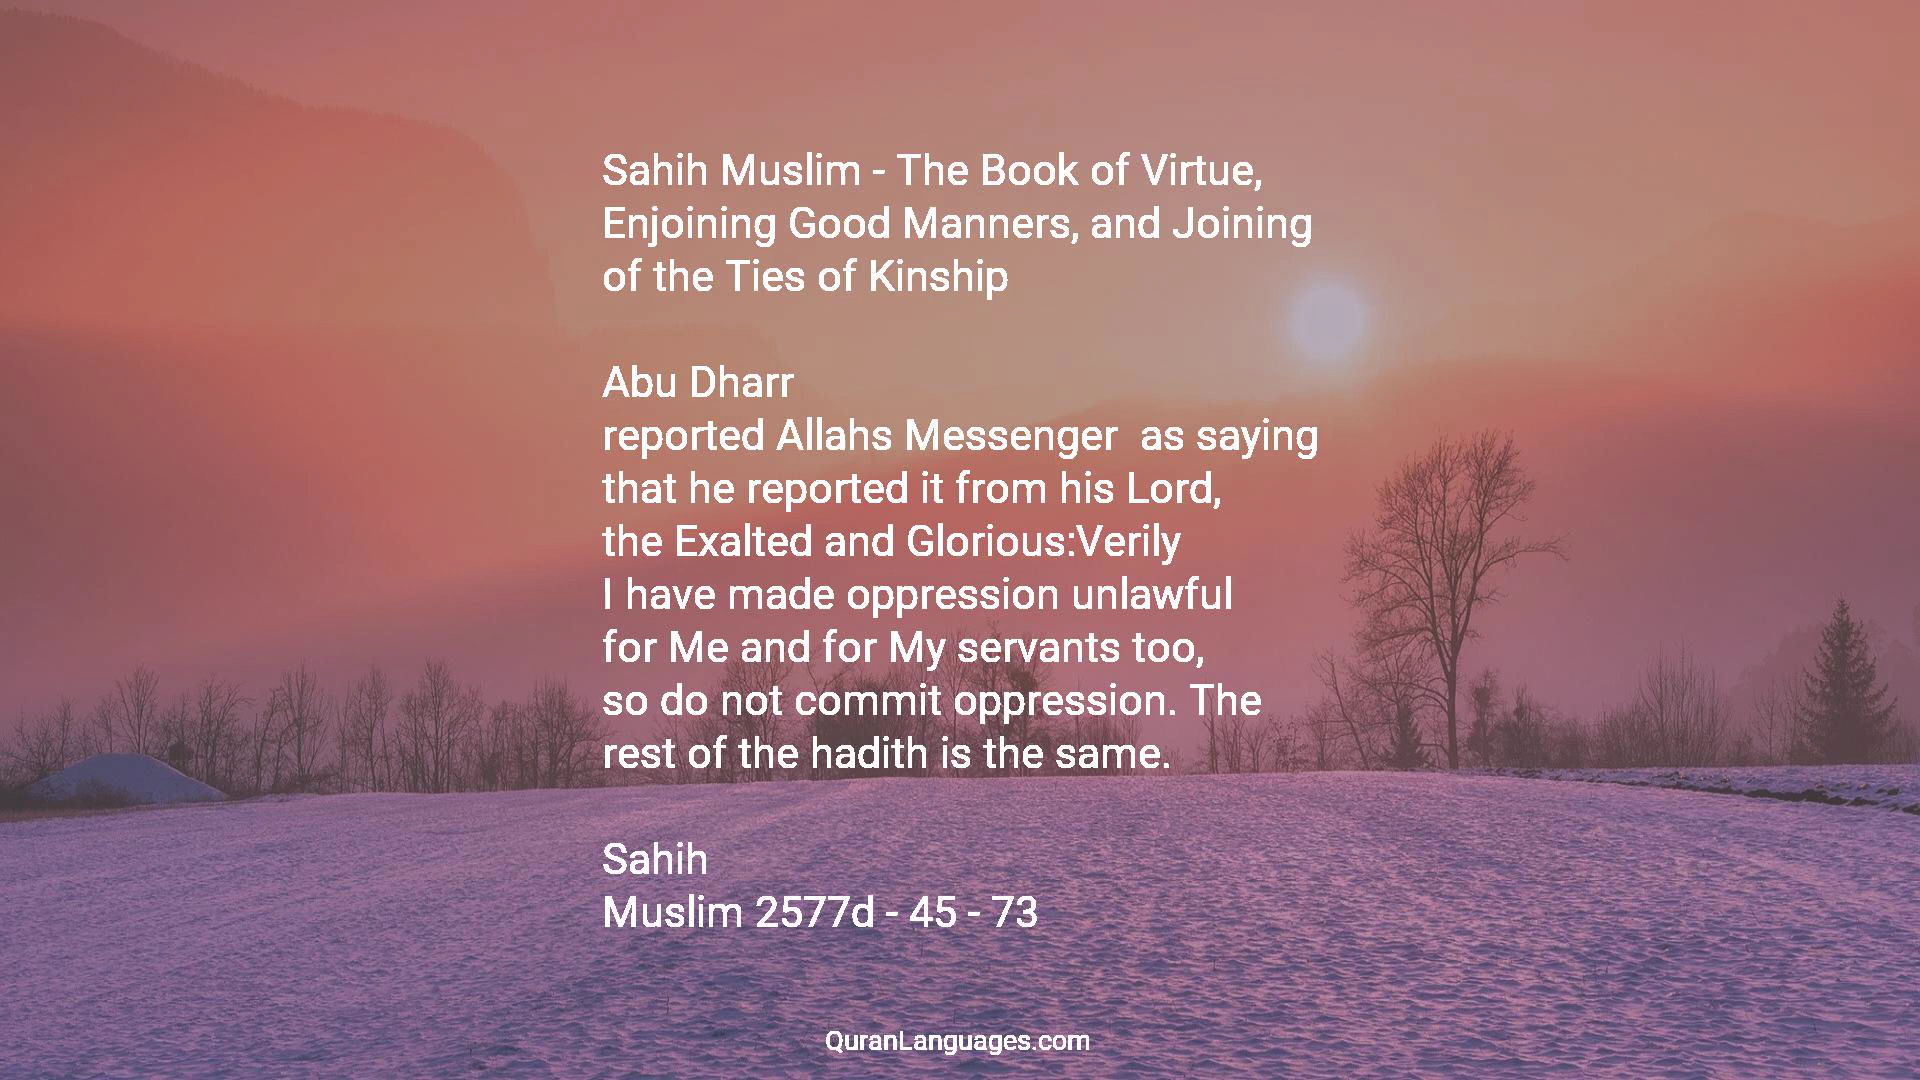 Sahih Muslim - The Book of Virtue,
Enjoining Good Manners, and Joining
of the Ties of Kinship
Abu Dharr
reported Allahs Messenger  as saying
that he reported it from his Lord,
the Exalted and Glorious:Verily
I have made oppression unlawful
for Me and for My servants too,
so do not commit oppression. The
rest of the hadith is the same.
Sahih
Muslim 2577d - 45 - 73
QuranLanguages.com